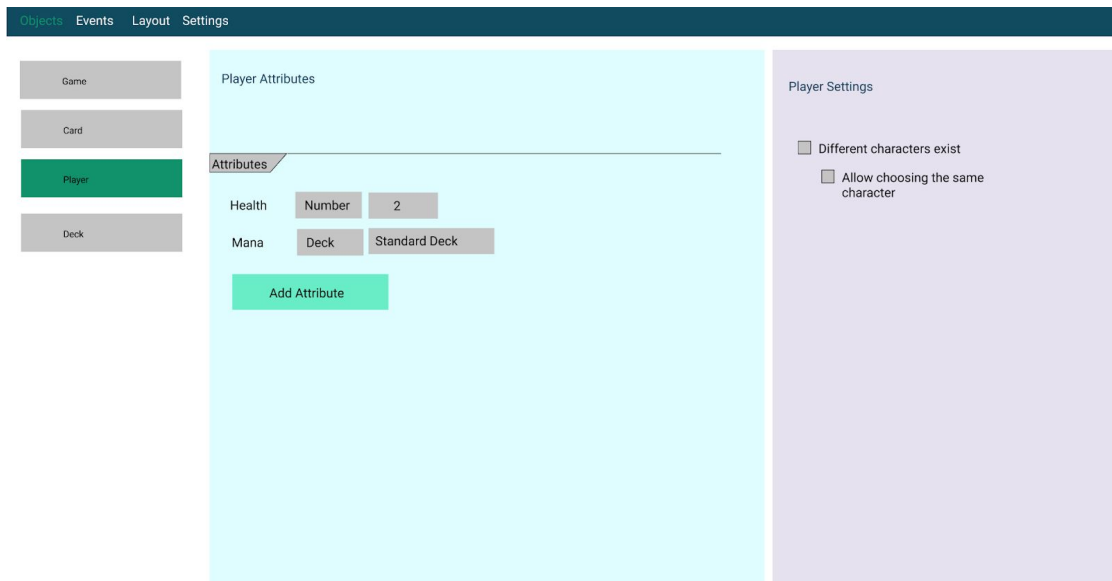 Objects Events Layout Settings
Game
Card
Player
Deck
Player Attributes
Attributes
Health Number 2
Mana Deck Standard Deck
Add Attribute
Player Settings
Different characters exist
Allow choosing the same
character